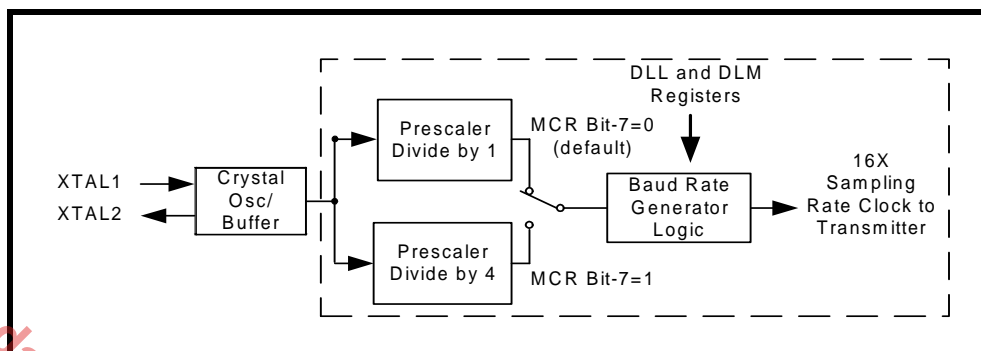 DLL and DLM
Registers
Prescaler
Divide by 1
MCR Bit-7=0
(default)
16X
Sampling
Rate Clock to
Transmitter
XTAL1
XTAL2
Crystal
Osc/
Buffer
Baud Rate
Generator
Logic
Prescaler
Divide by 4
MCR Bit-7=1